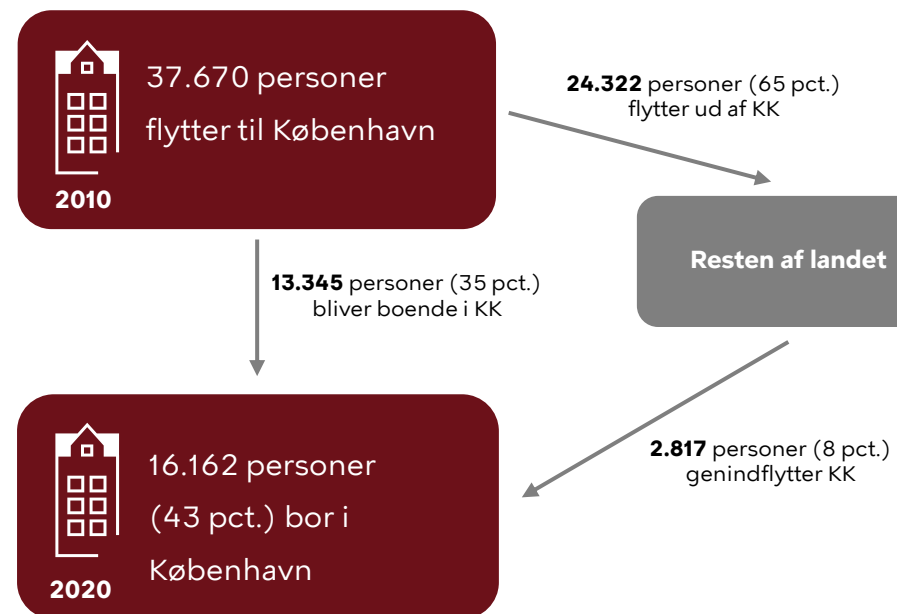 37.670 personer
flytter til København
2010
24.322 personer (65 pct.)
flytter ud af KK
Resten af landet
13.345 personer (35 pct.)
bliver boende i KK
2.817 personer (8 pct.)
genindflytter KK
16.162 personer
(43 pct.) bor i
København
2020